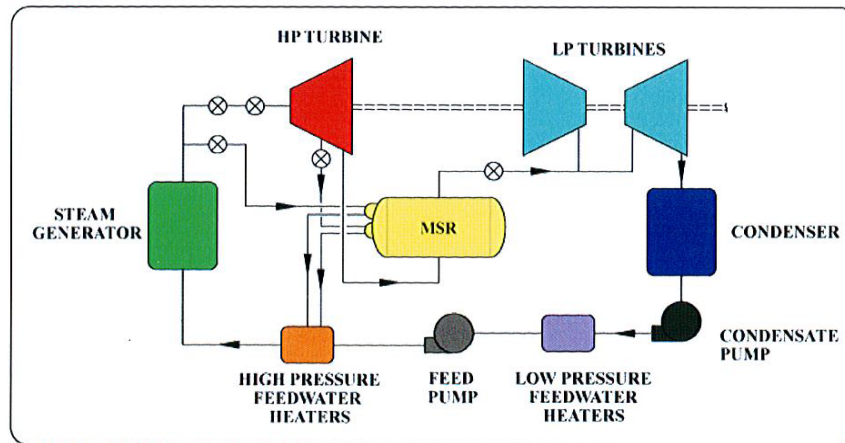 HP TURBINE
LP TURBINES
STEAM
GENERATOR
MSR
CONDENSER
CONDENSATE
PUMP
HIGH PRESSURE
FEEDWATER
HEATERS
FEED
PUMP
LOW PRESSURE
FEEDWATER
HEATERS